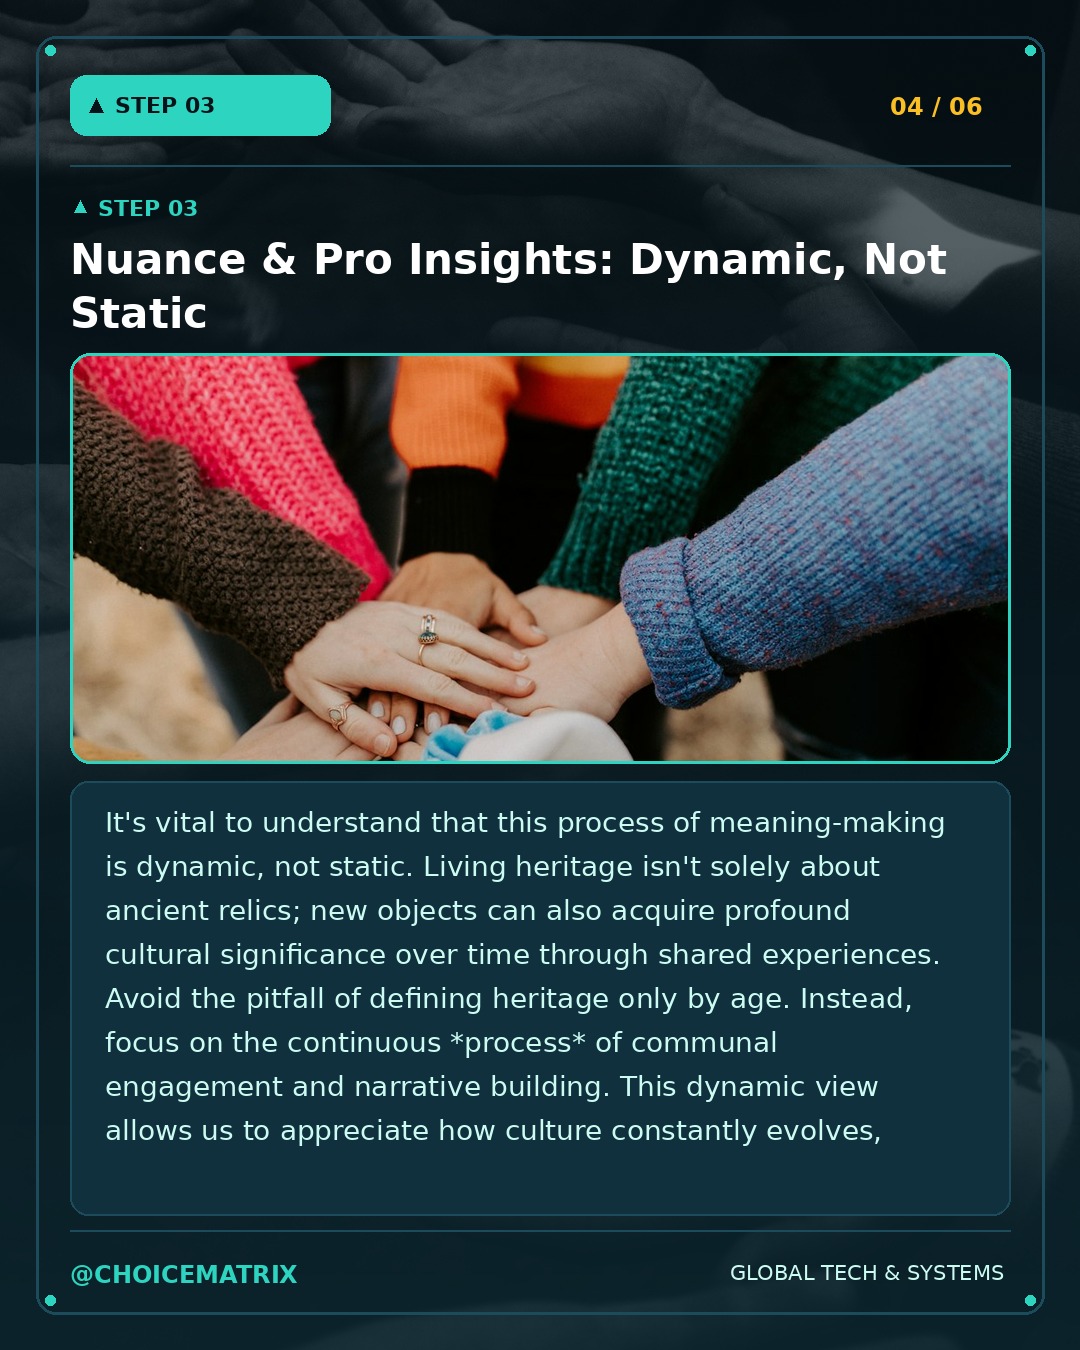 ▲ STEP 03
04 / 06
▲ STEP 03
Nuance & Pro Insights: Dynamic, Not
Static
It's vital to understand that this process of meaning-making
is dynamic, not static. Living heritage isn't solely about
ancient relics; new objects can also acquire profound
cultural significance over time through shared experiences.
Avoid the pitfall of defining heritage only by age. Instead,
focus on the continuous *process* of communal
engagement and narrative building. This dynamic view
allows us to appreciate how culture constantly evolves,
@CHOICEMATRIX
GLOBAL TECH & SYSTEMS